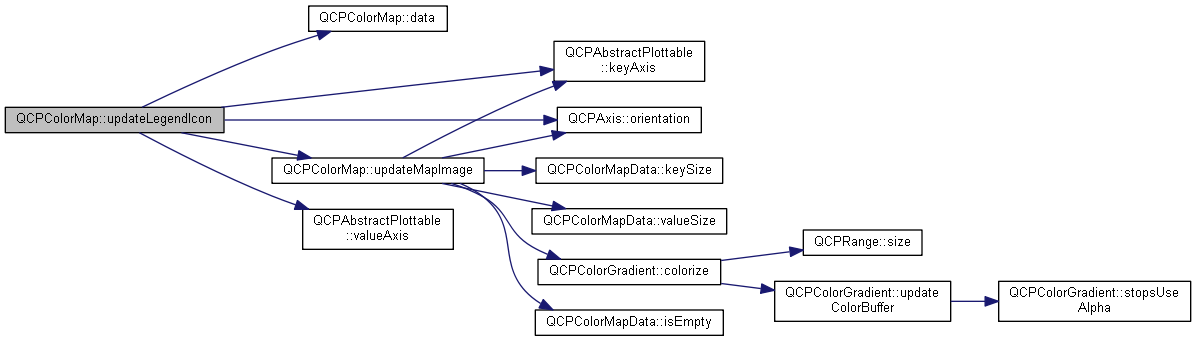 QCPColorMap::data
QCPAbstractPlottable
::keyAxis
QCPColorMap::updateLegendIcon
QCPAxis::orientation
QCPColorMap::updateMapImage
QCPColorMapData::keySize
QCPAbstractPlottable
::valueAxis
QCPColorMapData::valueSize
QCPRange::size
QCPColorGradient::colorize
QCPColorGradient::update
ColorBuffer
QCPColorGradient::stopsUse
Alpha
QCPColorMapData::isEmpty